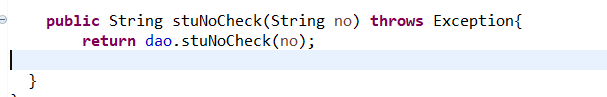 public String stuNoCheck(String no) throws Exception{
return dao.stuNoCheck(no);
}